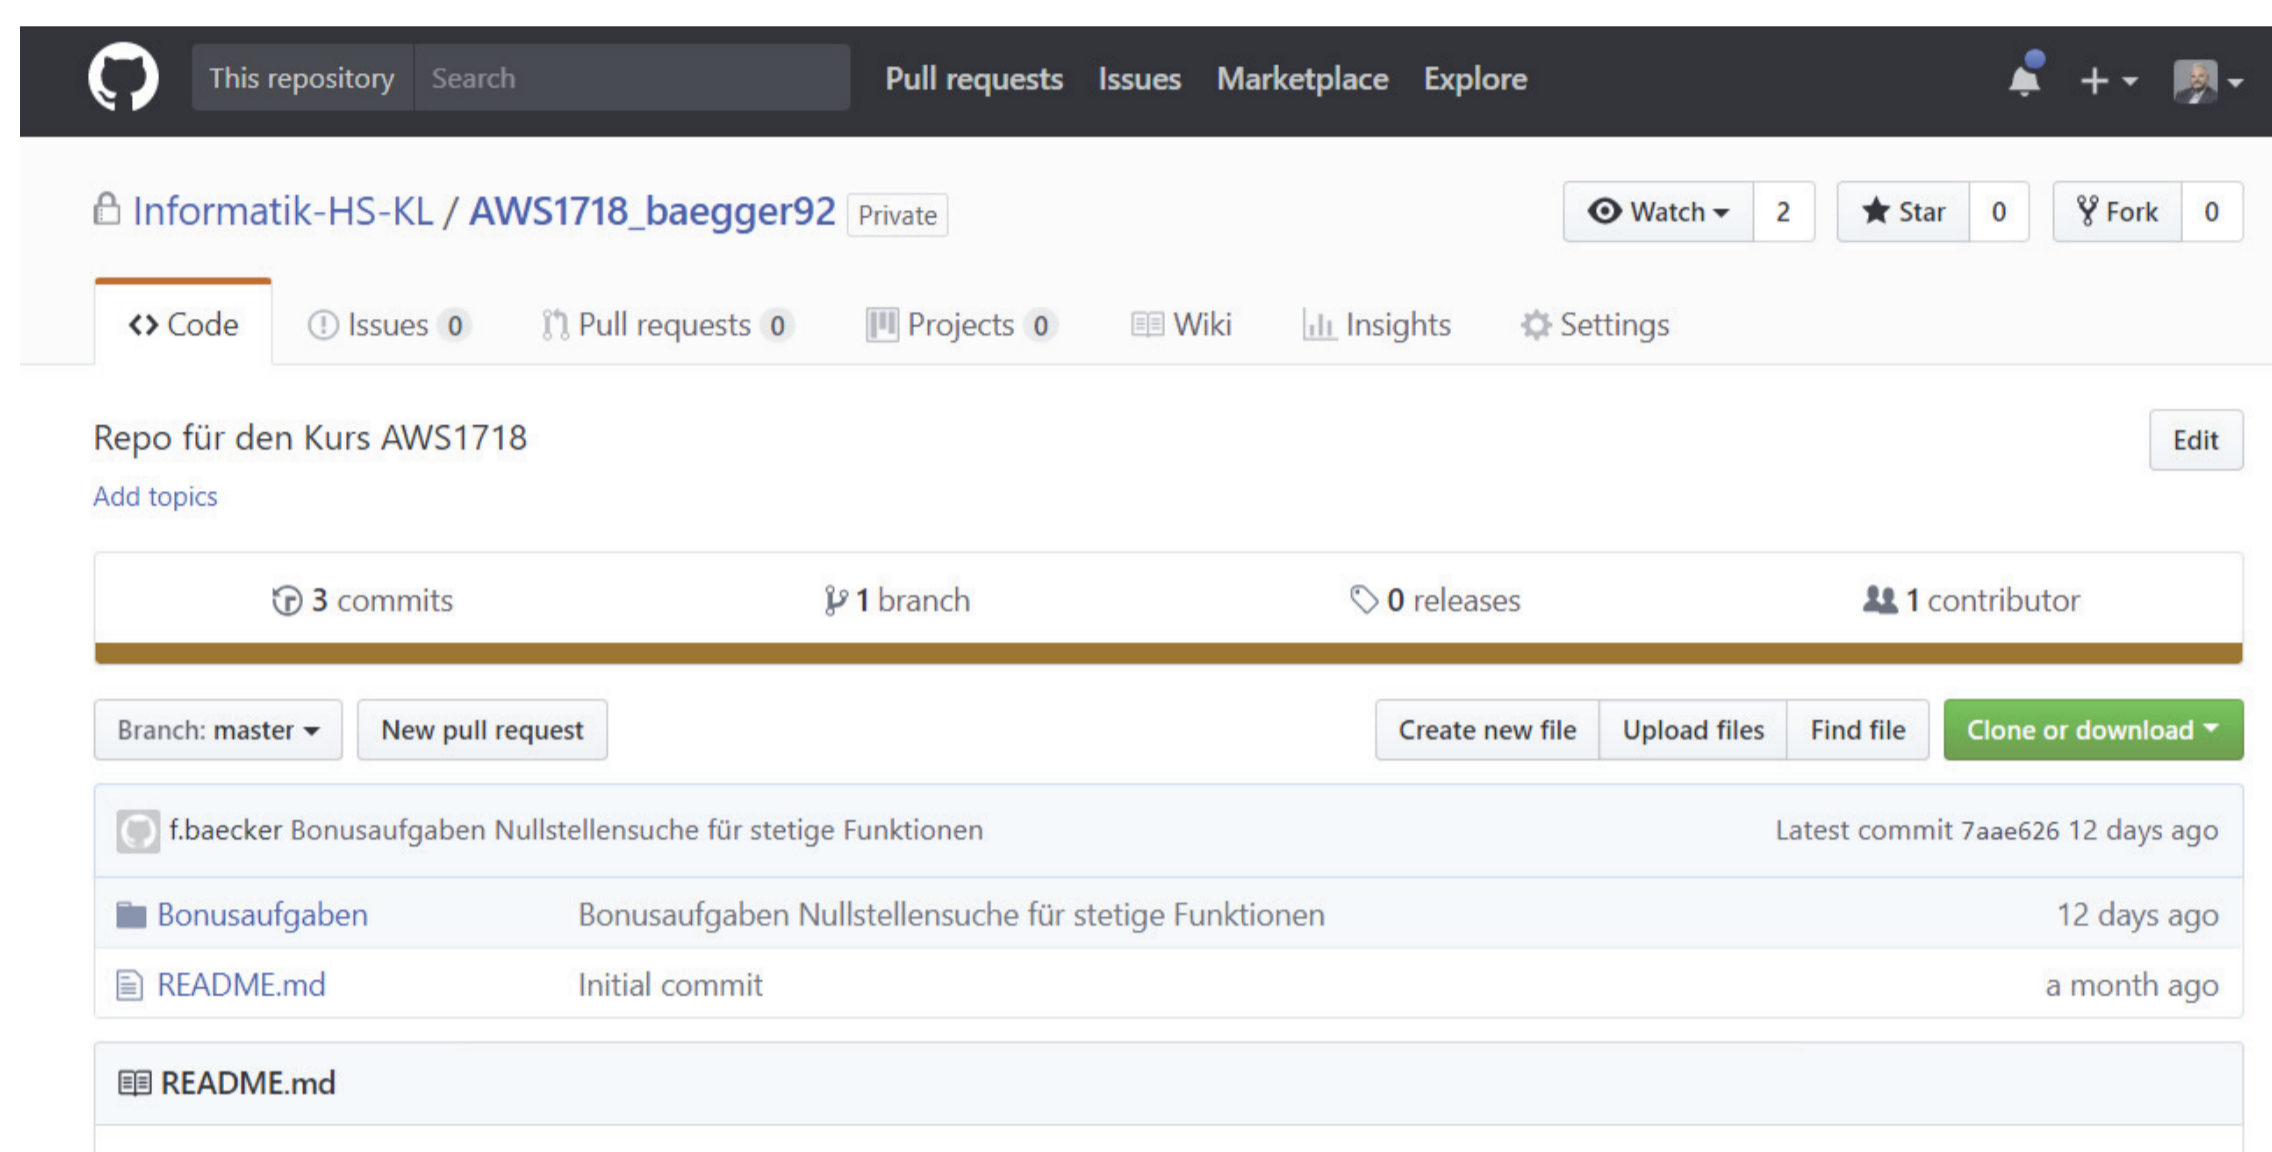 This repository Search Pull requests Issues Marketplace Explore
Informatik-HS-KL / AWS1718_baegger92 Private Watch 2 Star 0 Fork 0
Code Issues 0 Pull requests 0 Projects 0 Wiki Insights Settings
Repo für den Kurs AWS1718 Edit
Add topics
3 commits 1 branch 0 releases 1 contributor
Branch: master New pull request Create new file Upload files Find file Clone or download
f.baecker Bonusaufgaben Nullstellensuche für stetige Funktionen Latest commit 7aae626 12 days ago
Bonusaufgaben Bonusaufgaben Nullstellensuche für stetige Funktionen 12 days ago
README.md Initial commit a month ago
README.md